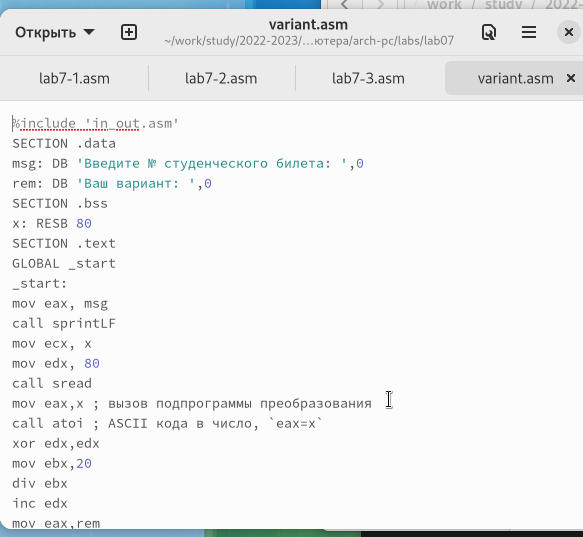 work / study / 2022-
Открыть
variant.asm
~/work/study/2022-2023/…ютера/arch-pc/labs/lab07
lab7-1.asm
lab7-2.asm
lab7-3.asm
variant.asm
%include 'in_out.asm'
SECTION .data
msg: DB 'Введите № студенческого билета: ',0
rem: DB 'Ваш вариант: ',0
SECTION .bss
x: RESB 80
SECTION .text
GLOBAL _start
_start:
mov eax, msg
call sprintLF
mov ecx, x
mov edx, 80
call sread
mov eax,x ; вызов подпрограммы преобразования
call atoi ; ASCII кода в число, `eax=x`
xor edx,edx
mov ebx,20
div ebx
inc edx
mov eax,rem